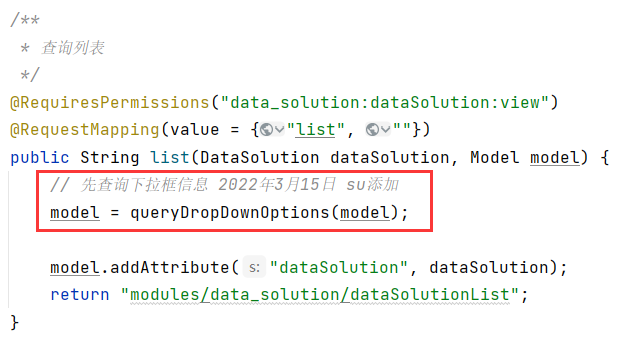 /**
 * 查询列表
 */
@RequiresPermissions("data_solution:dataSolution:view")
@RequestMapping(value = {"list", ""})
public String list(DataSolution dataSolution, Model model) {
// 先查询下拉框信息 2022年3月15日 su添加
model = queryDropDownOptions(model);
model.addAttribute( s: "dataSolution", dataSolution);
return "modules/data_solution/dataSolutionList";
}